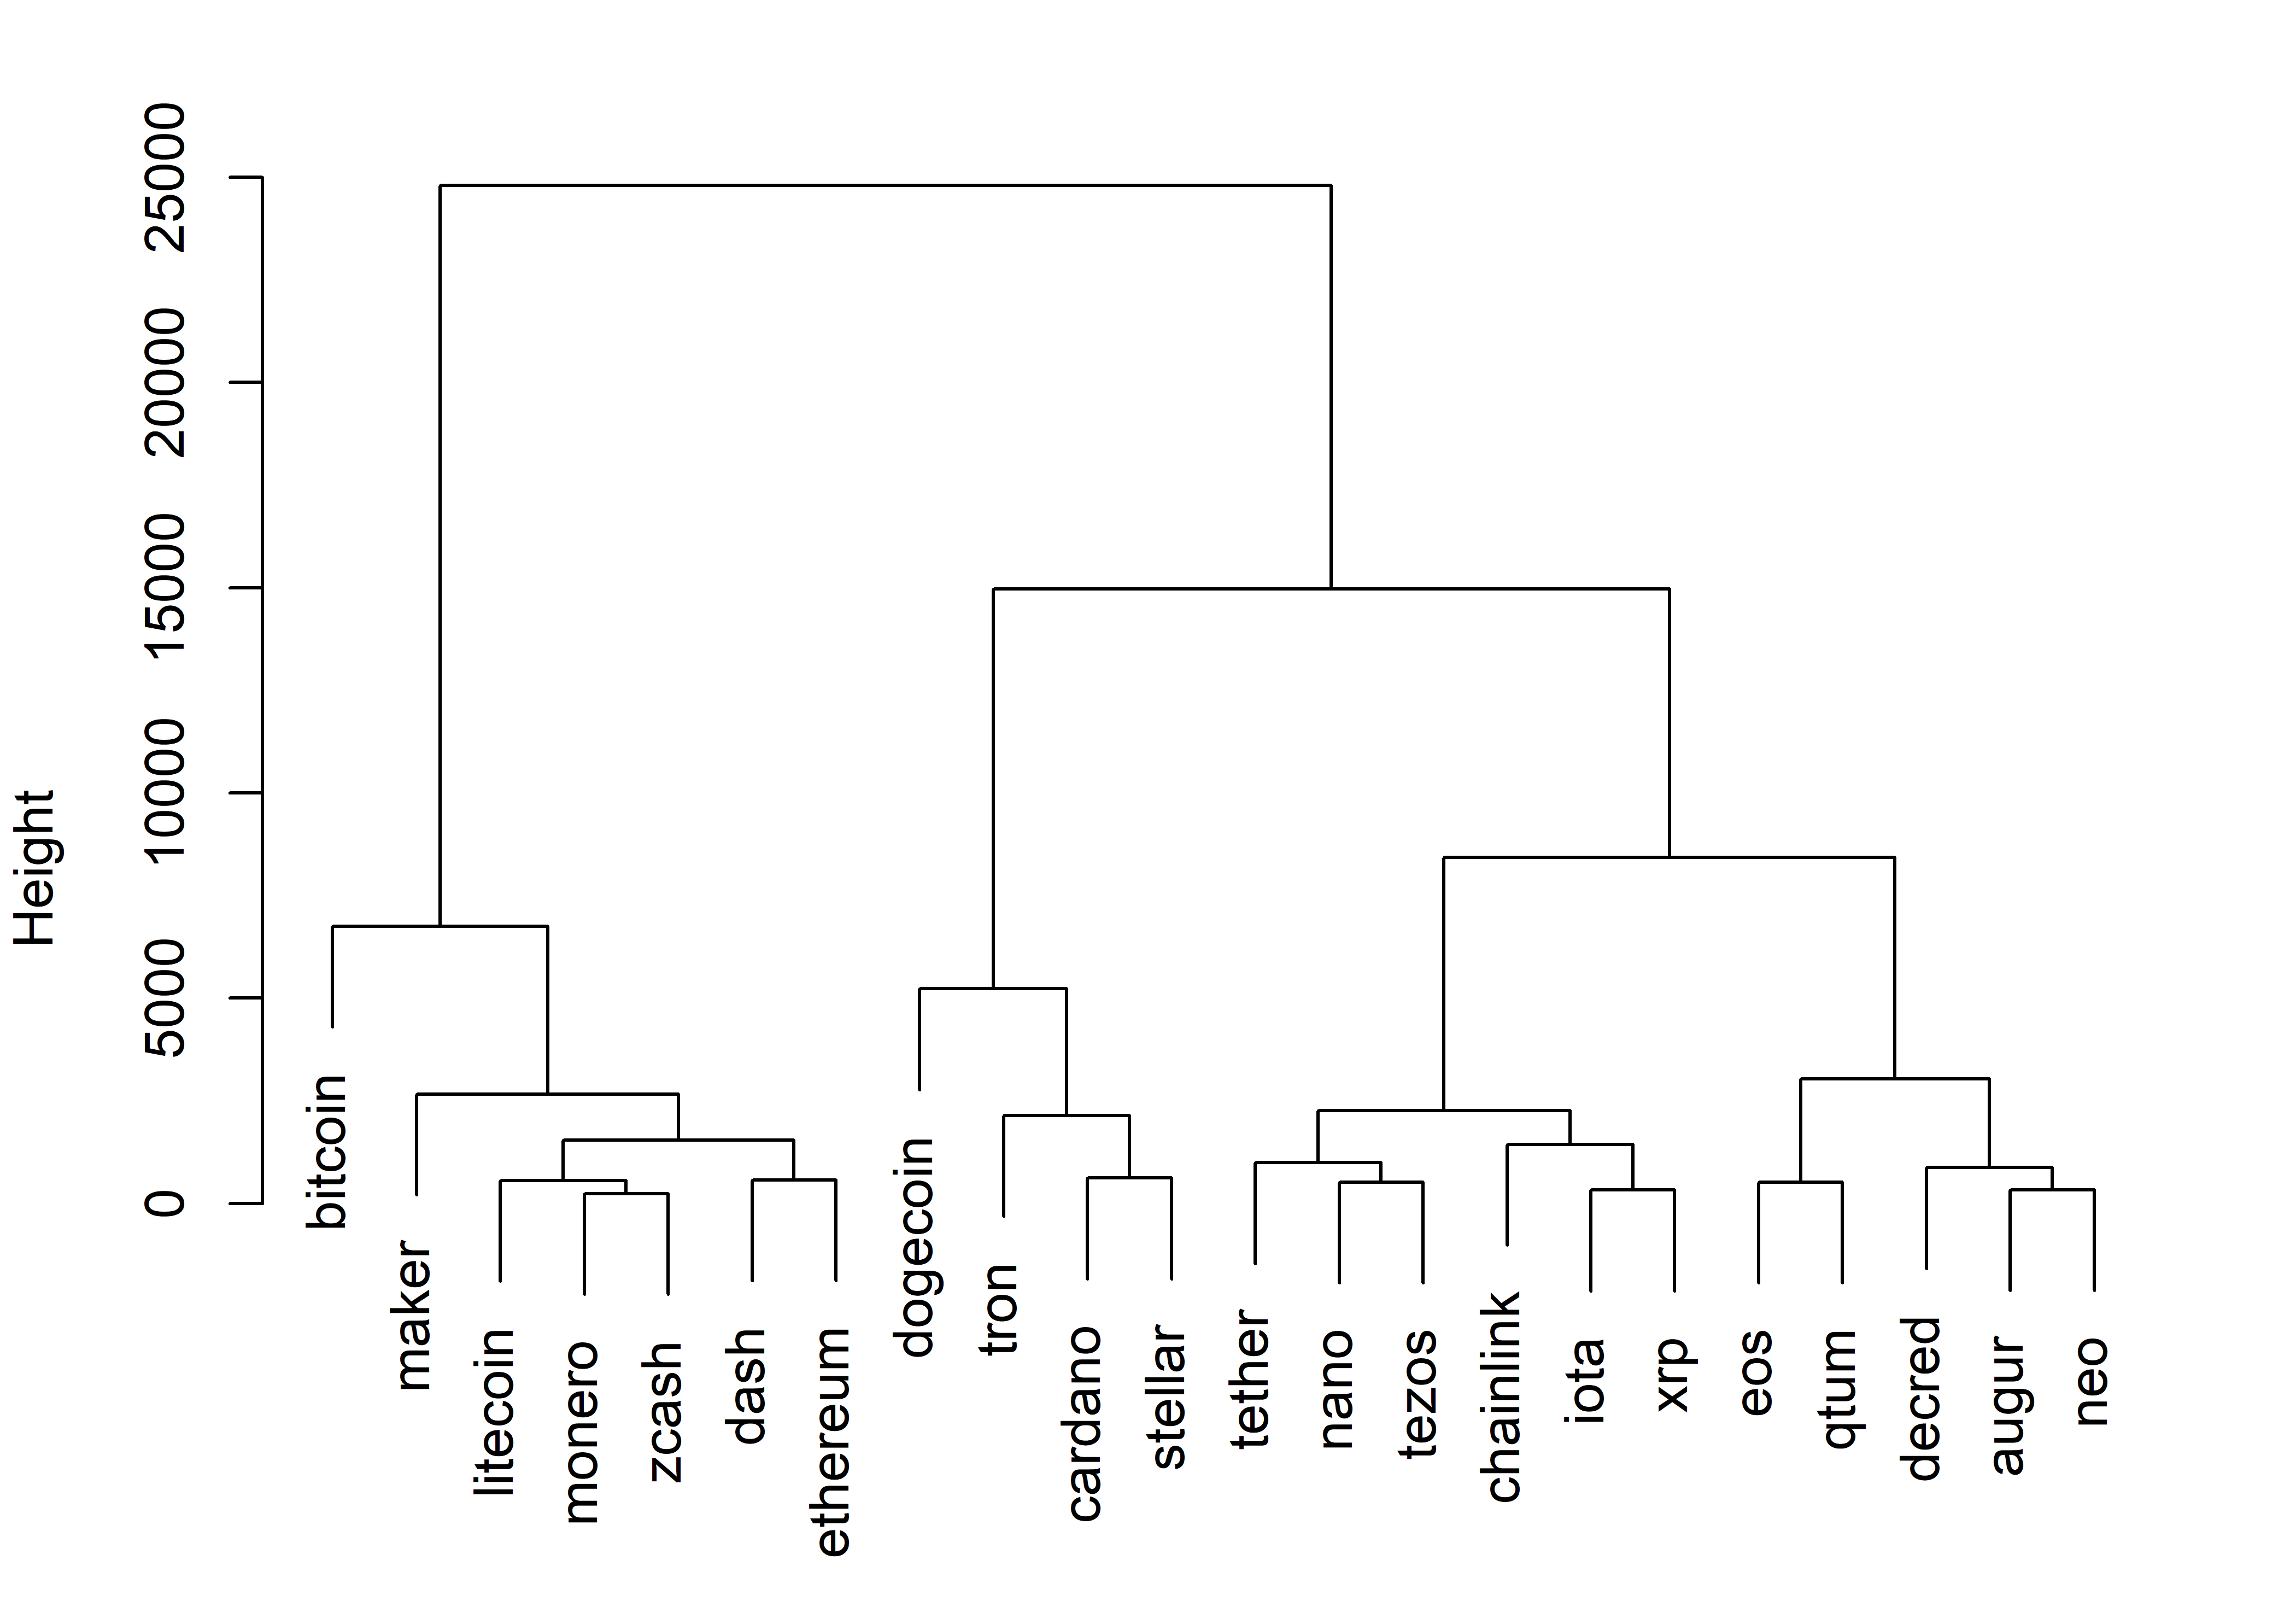 Height
25000
20000
15000
10000
5000
0
bitcoin
maker
litecoin
monero
zcash
dash
ethereum
dogecoin
tron
cardano
stellar
tether
nano
tezos
chainlink
iota
xrp
eos
qtum
decred
augur
neo